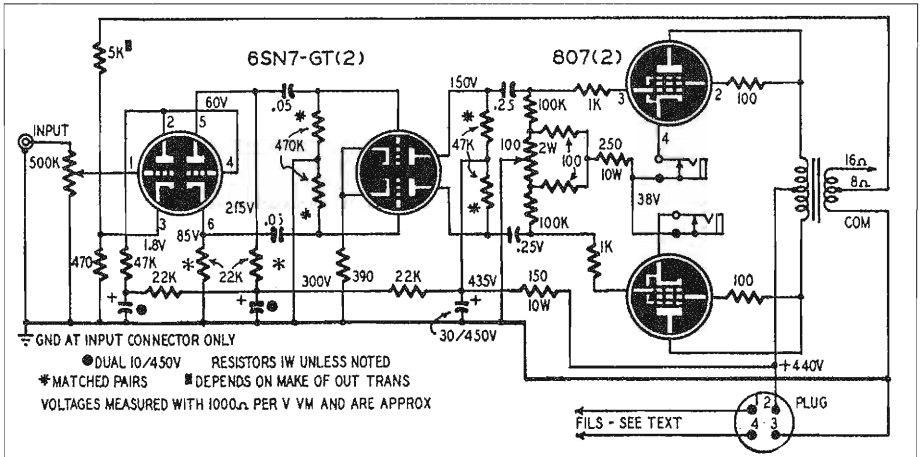 5K
6SN7-GT(2)
807(2)
60V
2
5
.05
150V
.25
100K
1K
3
2
100
INPUT
500K
1
4
470K
47K
100
2W
100
250
10W
4
16Ω
8Ω
COM
38V
3
1.8V
215V
85V
6
.05
100K
.25V
1K
470
47K
22K
22K
300V
390
22K
435V
150
10W
100
30/450V
GND AT INPUT CONNECTOR ONLY
DUAL 10/450V RESISTORS 1W UNLESS NOTED
*MATCHED PAIRS DEPENDS ON MAKE OF OUT TRANS
VOLTAGES MEASURED WITH 1000Ω PER V VM AND ARE APPROX
+440V
PLUG
1 2
4 3
FILS - SEE TEXT